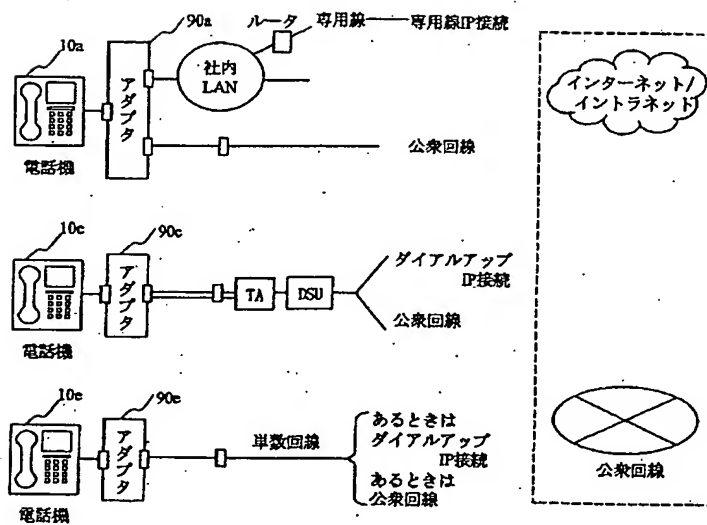 90a
ルータ
専用線
専用線IP接続
10a
アダプタ
社内
LAN
電話機
公衆回線
インターネット/
イントラネット
10c
90c
アダプタ
TA
DSU
ダイアルアップ
IP接続
公衆回線
電話機
10e
90e
アダプタ
単数回線
あるときは
ダイアルアップ
IP接続
あるときは
公衆回線
電話機
公衆回線